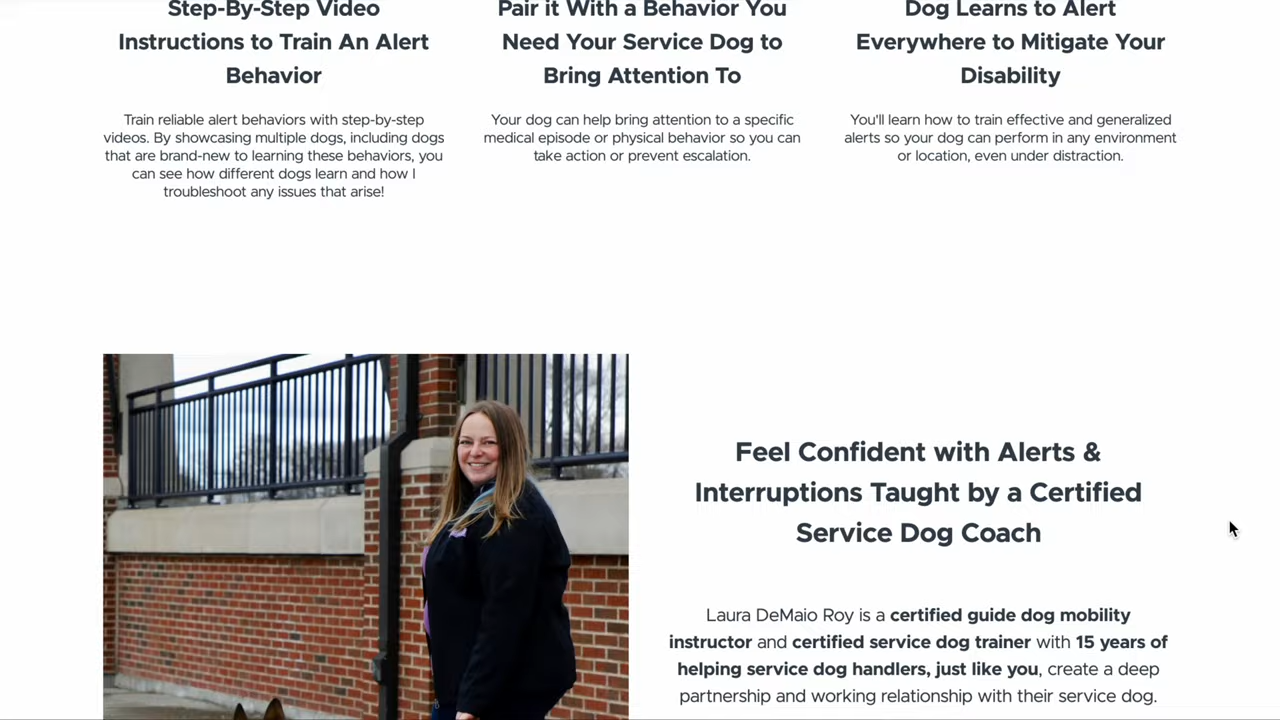 Step-By-Step Video
Instructions to Train An Alert
Behavior
Train reliable alert behaviors with step-by-step
videos. By showcasing multiple dogs, including dogs
that are brand-new to learning these behaviors, you
can see how different dogs learn and how I
troubleshoot any issues that arise!
Pair it With a Behavior You
Need Your Service Dog to
Bring Attention To
Your dog can help bring attention to a specific
medical episode or physical behavior so you can
take action or prevent escalation.
Dog Learns to Alert
Everywhere to Mitigate Your
Disability
You'll learn how to train effective and generalized
alerts so your dog can perform in any environment
or location, even under distraction.
Feel Confident with Alerts &
Interruptions Taught by a Certified
Service Dog Coach
Laura DeMaio Roy is a certified guide dog mobility
instructor and certified service dog trainer with 15 years of
helping service dog handlers, just like you, create a deep
partnership and working relationship with their service dog.